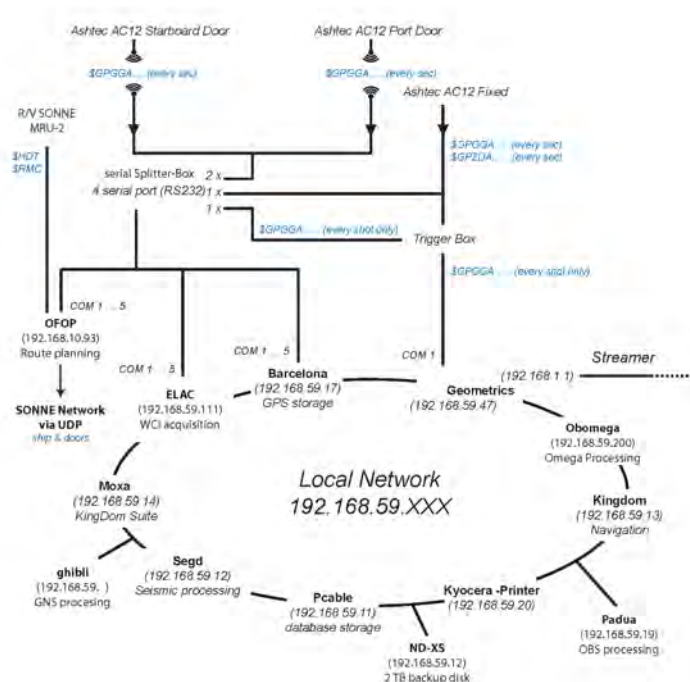 Ashtec AC12 Starboard Door
Ashtec AC12 Port Door
$GPGGA.... (every sec)
$GPGGA.... (every sec)
Ashtec AC12 Fixed
R/V SONNE
MRU-2
$HDT
$RMC
$GPGGA.... (every sec)
$GPZDA.... (every sec)
serial Splitter-Box
2 x
4 serial port (RS232)
1 x
1 x
$GPGGA..... (every shot only)
Trigger Box
$GPGGA..... (every shot only)
COM 1 ... 5
OFOP
(192.168.10.93)
Route planning
COM 1 ... 5
COM 1 ... 5
COM 1
SONNE Network
via UDP
ship & doors
ELAC
(192.168.59.111)
WCI acquisition
Barcelona
(192.168.59.17)
GPS storage
Geometrics
(192.168.59.47)
(192.168.1.1)
Streamer
Obomega
(192.168.59.200)
Omega Processing
Local Network
192.168.59.XXX
Moxa
(192.168.59.14)
KingDom Suite
Kingdom
(192.168.59.13)
Navigation
ghibli
(192.168.59. )
GNS procesing
Segd
(192.168.59.12)
Seismic processing
Pcable
(192.168.59.11)
database storage
Kyocera -Printer
(192.168.59.20)
Padua
(192.168.59.19)
OBS processing
ND-XS
(192.168.59.12)
2 TB backup disk